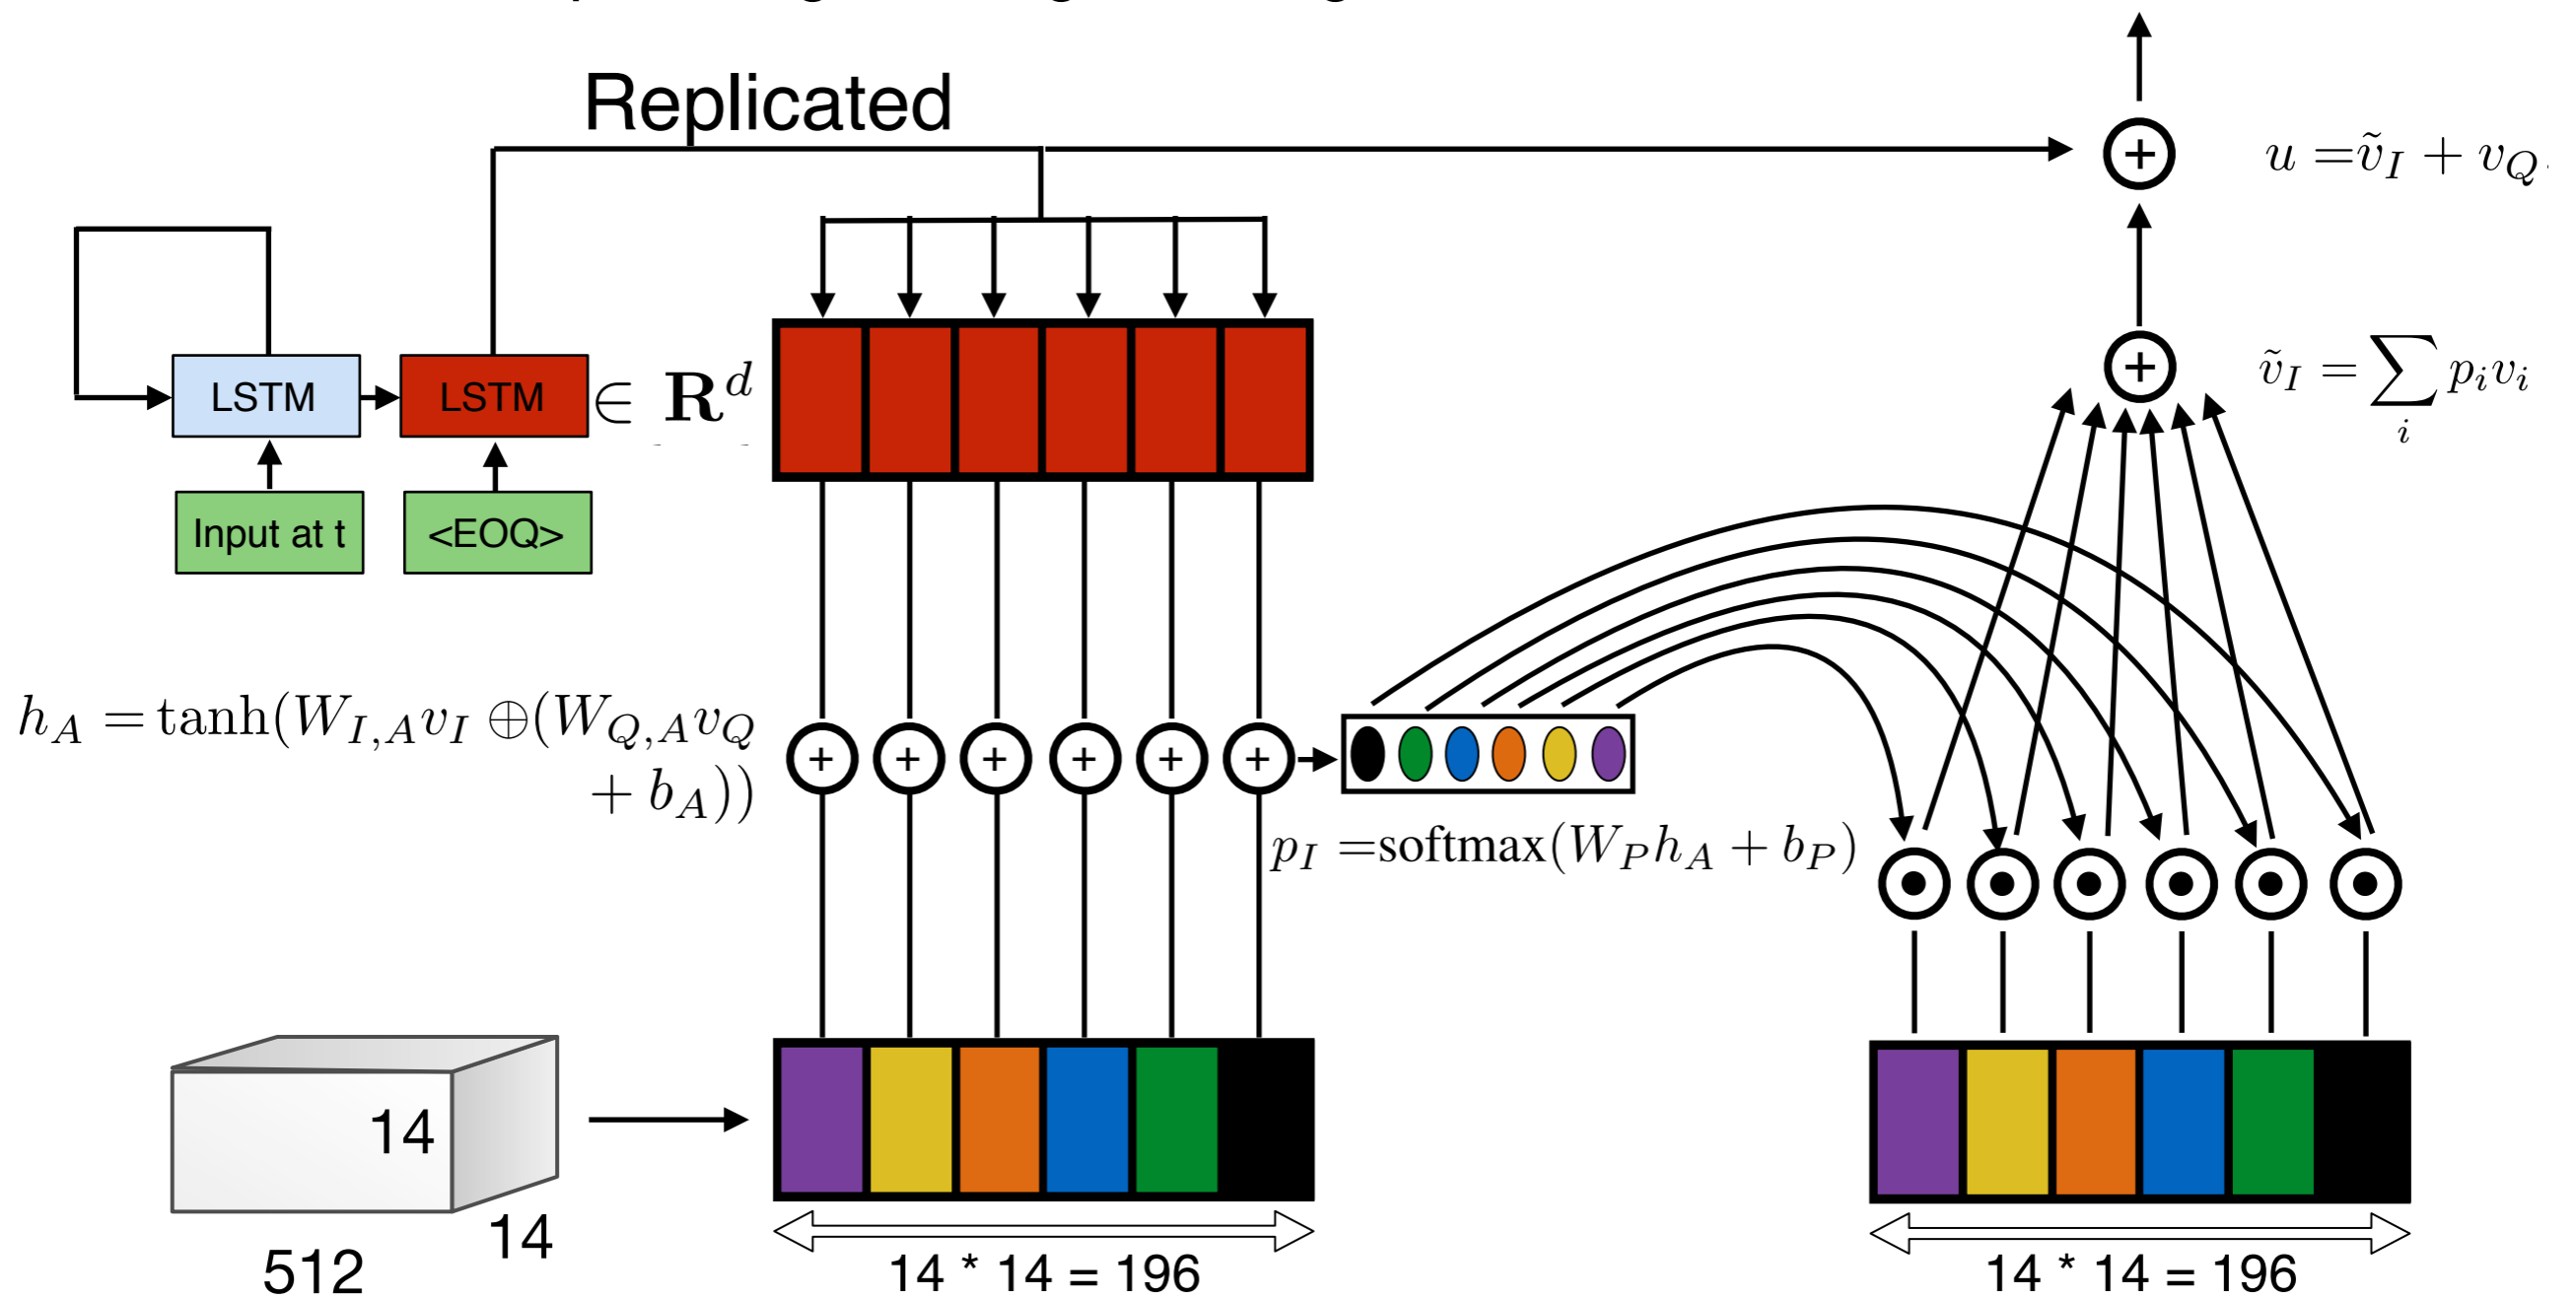 Replicated
u = ṽ_I + v_Q.
LSTM
LSTM
∈ R^d
ṽ_I = ∑_i p_i v_i
Input at t
<EOQ>
h_A = tanh(W_{I,A} v_I ⊕ (W_{Q,A} v_Q
+ b_A))
p_I = softmax(W_P h_A + b_P)
14
14
512
14 * 14 = 196
14 * 14 = 196